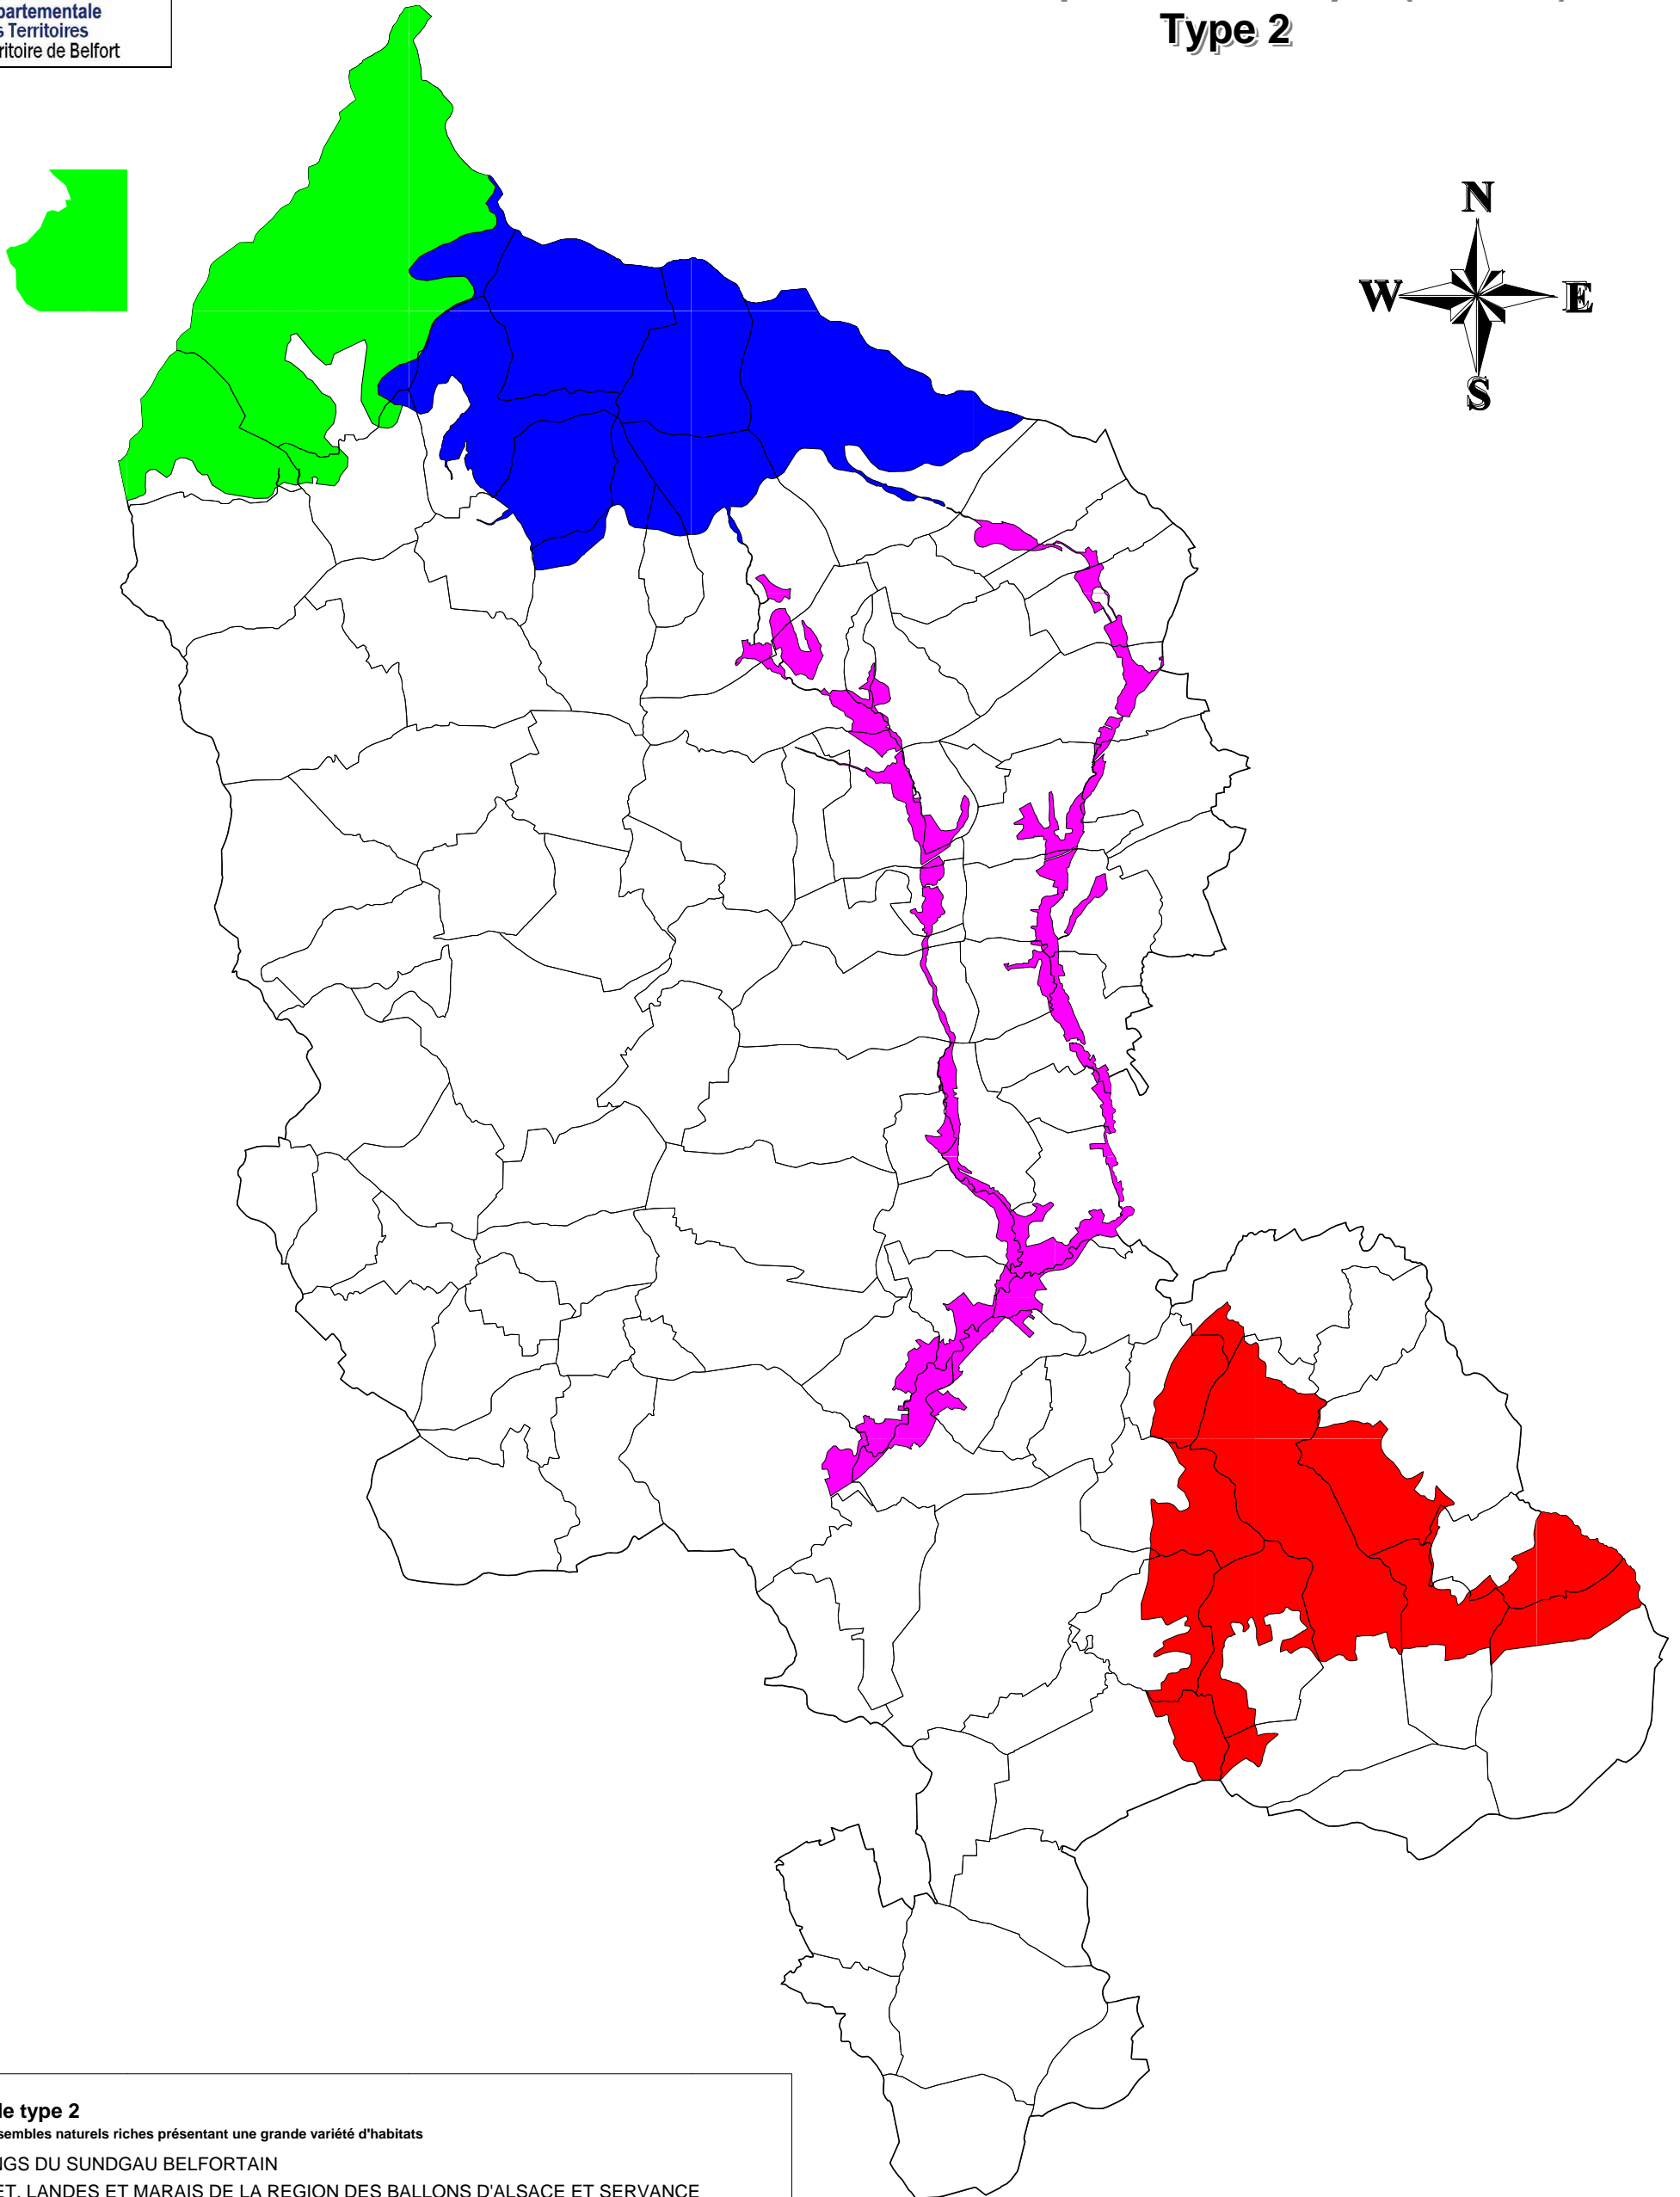 partementale
s Territoires
ritoire de Belfort
Type 2
N
W E
S
le type 2
sembles naturels riches présentant une grande variété d'habitats
NGS DU SUNDGAU BELFORTAIN
ET, LANDES ET MARAIS DE LA REGION DES BALLONS D'ALSACE ET SERVANCE